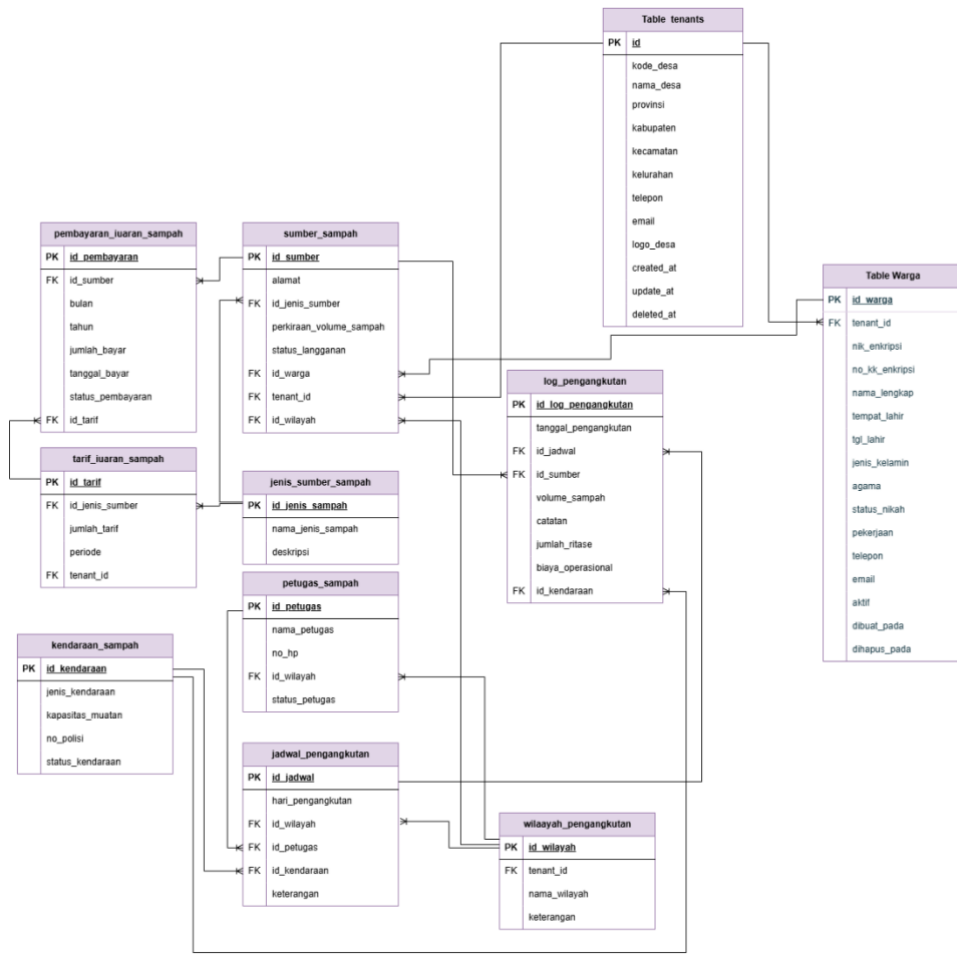 Table tenants
PK id
kode_desa
nama_desa
provinsi
kabupaten
kecamatan
kelurahan
telepon
email
logo_desa
created_at
update_at
deleted_at
pembayaran_iuaran_sampah
PK id_pembayaran
FK id_sumber
bulan
tahun
jumlah_bayar
tanggal_bayar
status_pembayaran
FK id_tarif
sumber_sampah
PK id_sumber
alamat
FK id_jenis_sumber
perkiraan_volume_sampah
status_langganan
FK id_warga
FK tenant_id
FK id_wilayah
Table Warga
PK id_warga
FK tenant_id
nik_enkripsi
no_kk_enkripsi
nama_lengkap
tempat_lahir
tgl_lahir
jenis_kelamin
agama
status_nikah
pekerjaan
telepon
email
aktif
dibuat_pada
dihapus_pada
log_pengangkutan
PK id_log_pengangkutan
tanggal_pengangkutan
FK id_jadwal
FK id_sumber
volume_sampah
catatan
jumlah_ritase
biaya_operasional
FK id_kendaraan
tarif_iuaran_sampah
PK id_tarif
FK id_jenis_sumber
jumlah_tarif
periode
FK tenant_id
jenis_sumber_sampah
PK id_jenis_sampah
nama_jenis_sampah
deskripsi
petugas_sampah
PK id_petugas
nama_petugas
no_hp
FK id_wilayah
status_petugas
kendaraan_sampah
PK id_kendaraan
jenis_kendaraan
kapasitas_muatan
no_polisi
status_kendaraan
jadwal_pengangkutan
PK id_jadwal
hari_pengangkutan
FK id_wilayah
FK id_petugas
FK id_kendaraan
keterangan
wilaayah_pengangkutan
PK id_wilayah
FK tenant_id
nama_wilayah
keterangan